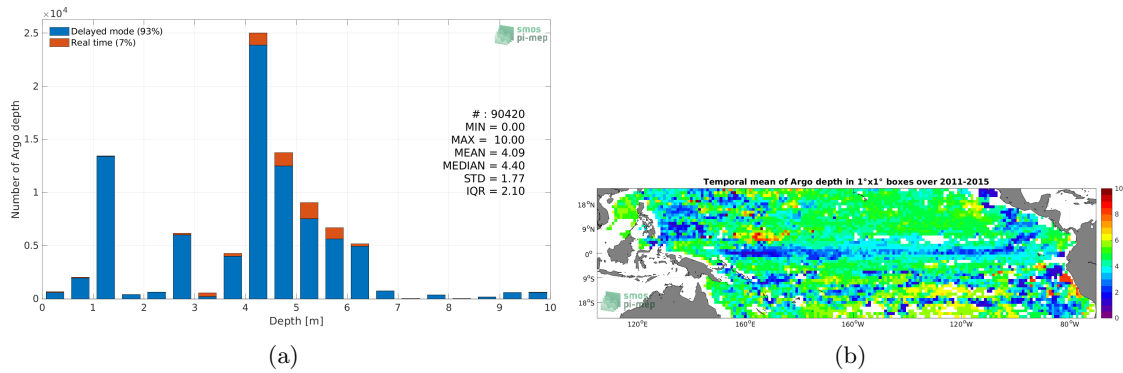 ×10⁴
Delayed mode (93%)
Real time (7%)
smos
pi-mep
2.5
2
1.5
1
0.5
0
Number of Argo depth
# : 90420
MIN = 0.00
MAX = 10.00
MEAN = 4.09
MEDIAN = 4.40
STD = 1.77
IQR = 2.10
0 1 2 3 4 5 6 7 8 9 10
Depth [m]
(a)
Temporal mean of Argo depth in 1°x1° boxes over 2011-2015
18°N
9°N
0°
9°S
18°S
smos
pi-mep
120°E 160°E 160°W 120°W 80°W
10
8
6
4
2
0
(b)